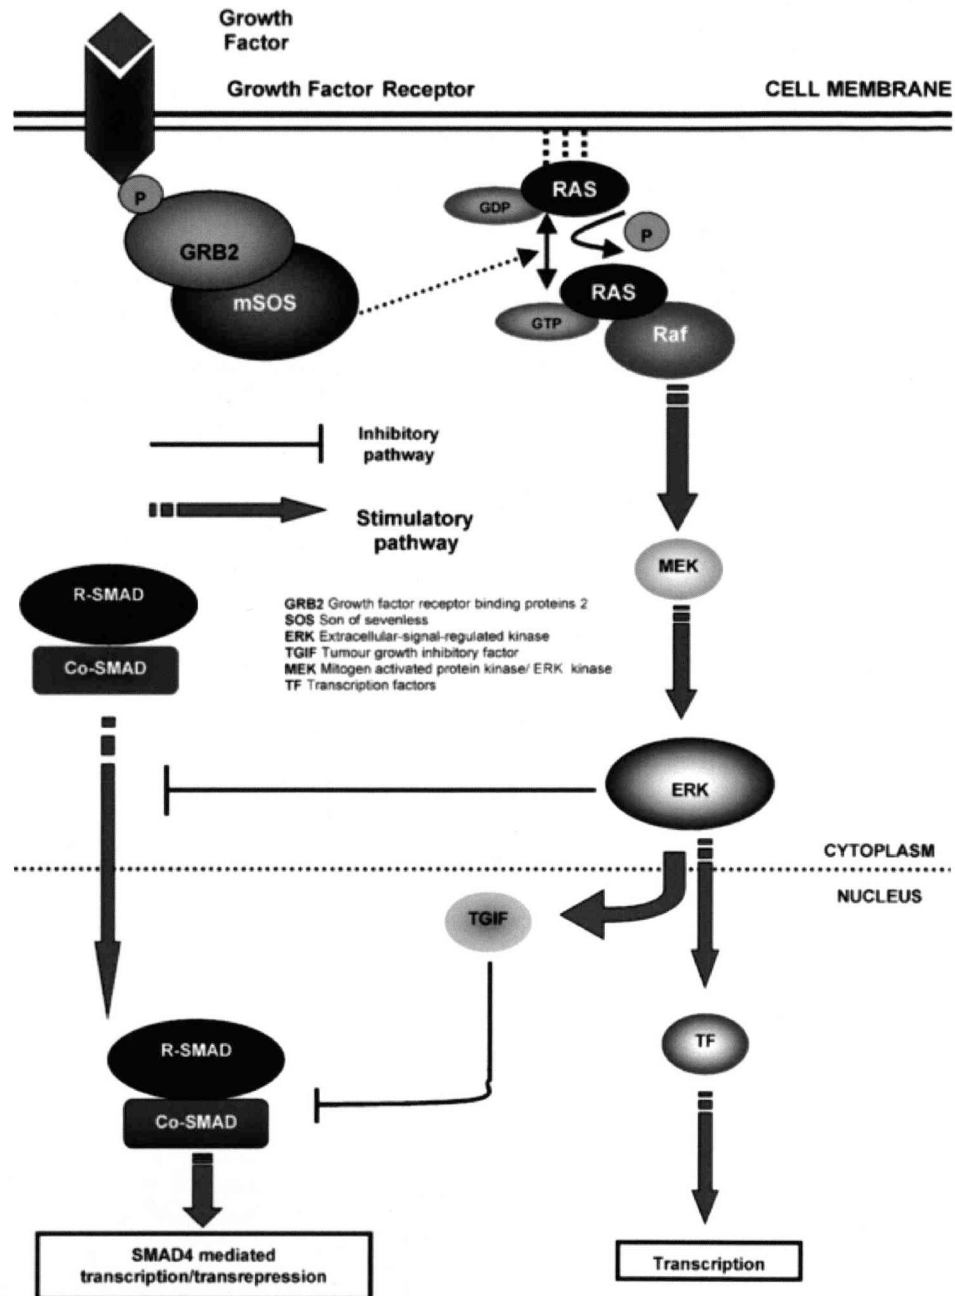 Growth
Factor
Growth Factor Receptor
CELL MEMBRANE
P
GRB2
mSOS
RAS
GDP
P
RAS
GTP
Raf
Inhibitory
pathway
Stimulatory
pathway
MEK
R-SMAD
Co-SMAD
GRB2 Growth factor receptor binding proteins 2
SOS Son of sevenless
ERK Extracellular-signal-regulated kinase
TGIF Tumour growth inhibitory factor
MEK Mitogen activated protein kinase/ ERK kinase
TF Transcription factors
ERK
CYTOPLASM
NUCLEUS
TGIF
TF
R-SMAD
Co-SMAD
SMAD4 mediated
transcription/transrepression
Transcription